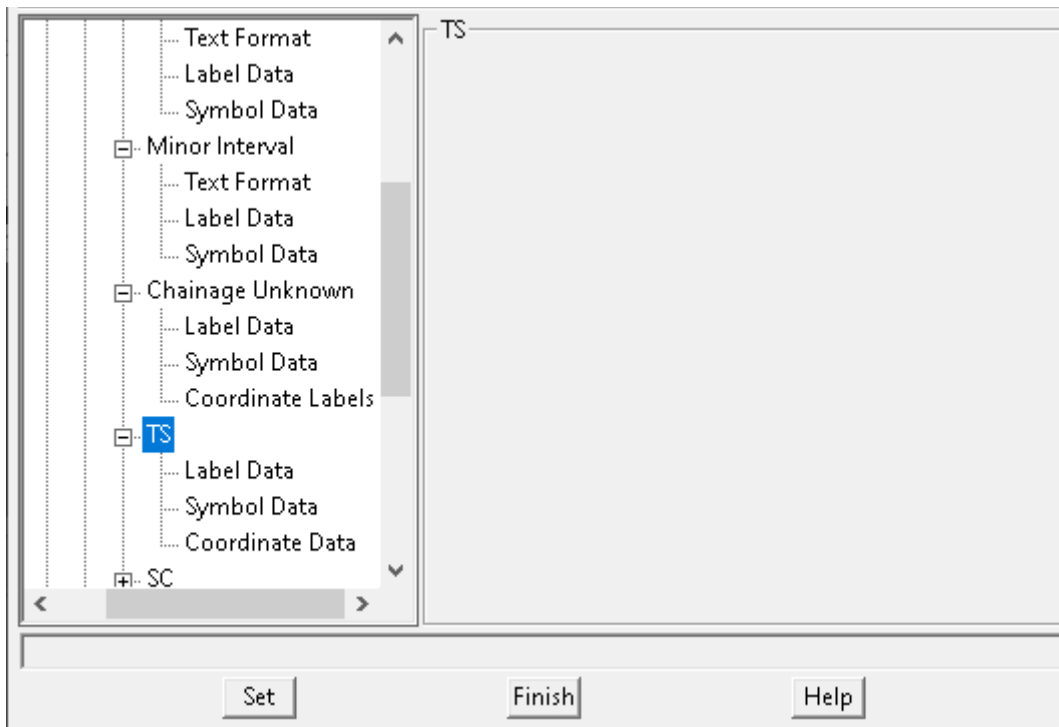 Text Format
Label Data
Symbol Data
Minor Interval
Text Format
Label Data
Symbol Data
Chainage Unknown
Label Data
Symbol Data
Coordinate Labels
TS
Label Data
Symbol Data
Coordinate Data
SC
TS
Set Finish Help